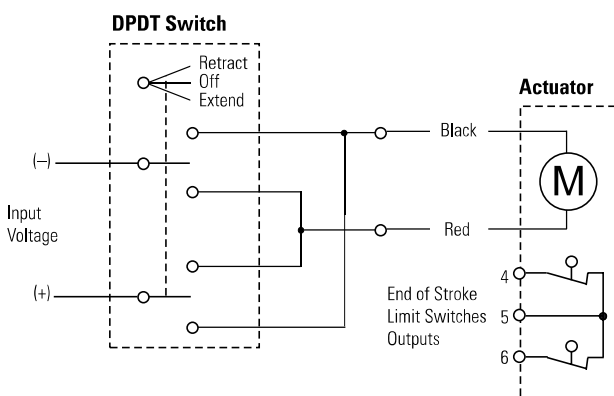 DPDT Switch
Retract
Off
Extend
Actuator
(–)
Black
M
Input
Voltage
Red
(+)
4
End of Stroke
Limit Switches
Outputs
5
6